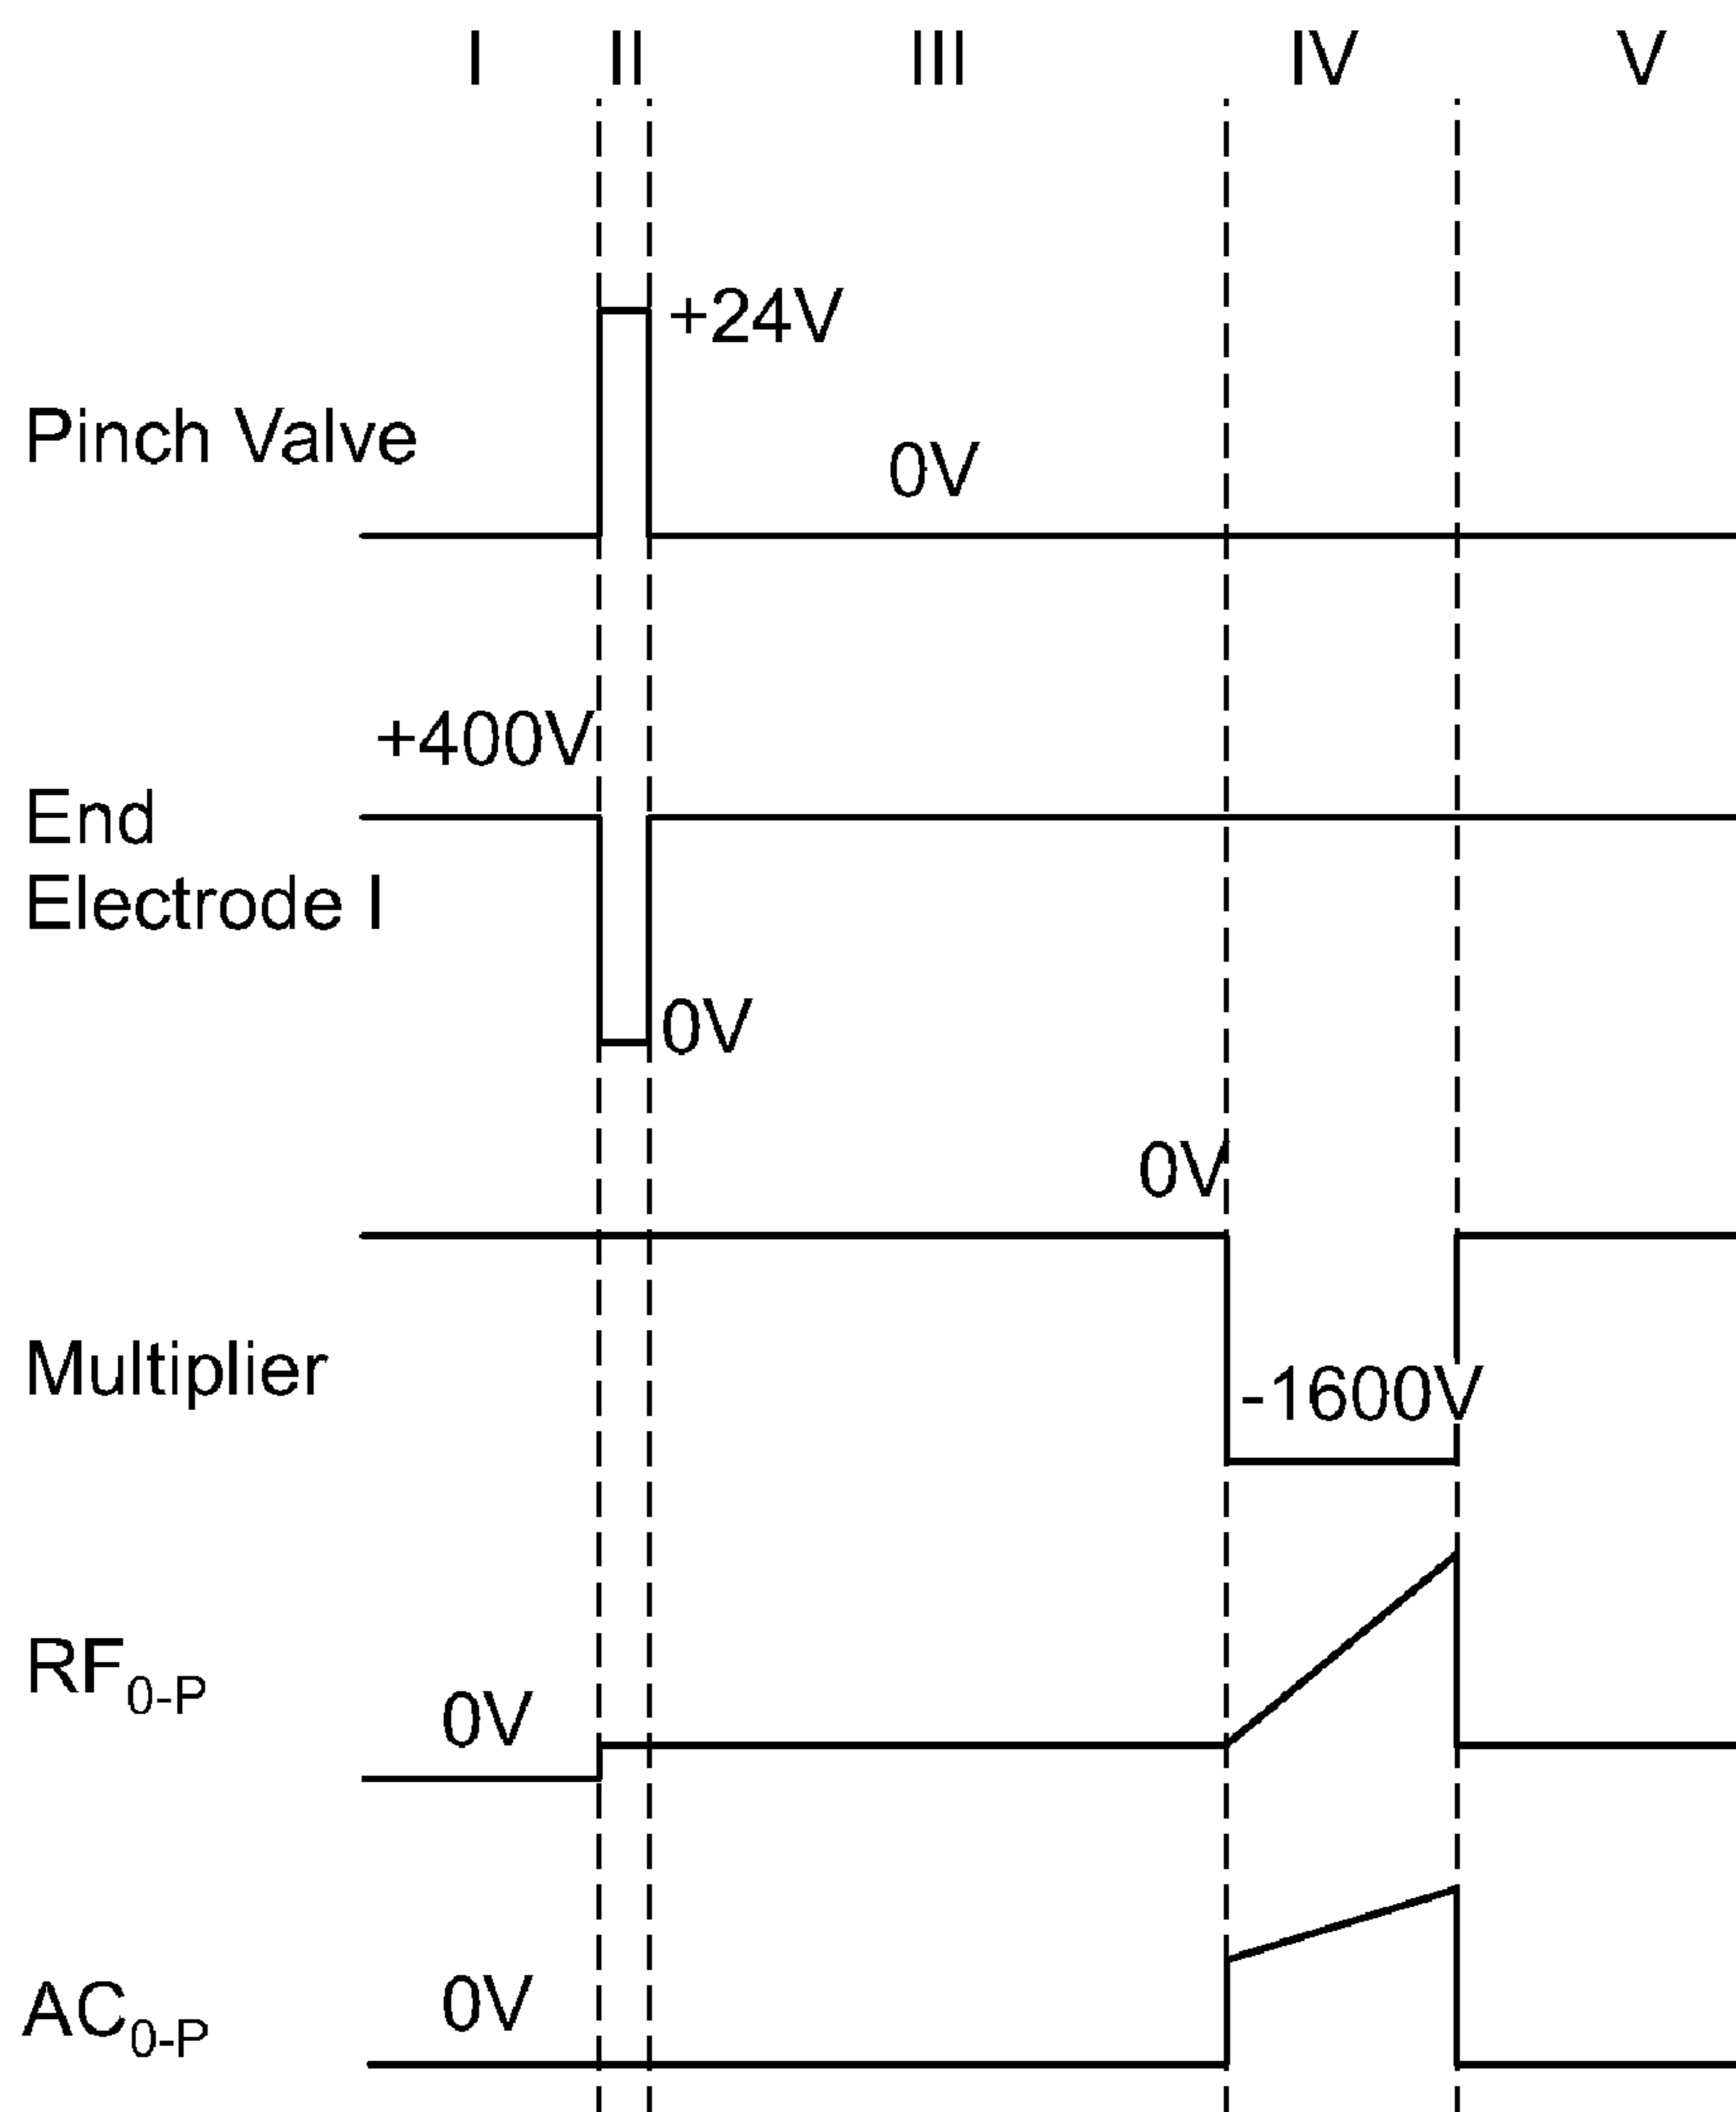 I II III IV V
+24V
Pinch Valve
0V
+400V
End
Electrode I
0V
0V
Multiplier
-1600V
RF0-P
0V
AC0-P
0V